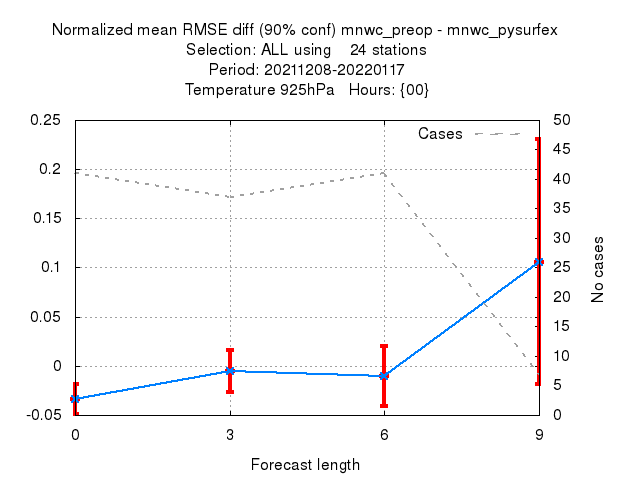 Normalized mean RMSE diff (90% conf) mnwc_preop - mnwc_pysurfex
Selection: ALL using    24 stations
Period: 20211208-20220117
Temperature 925hPa   Hours: {00}
Cases
0.25
0.2
0.15
0.1
0.05
0
-0.05
50
45
40
35
30
25
20
15
10
5
0
No cases
0 3 6 9
Forecast length